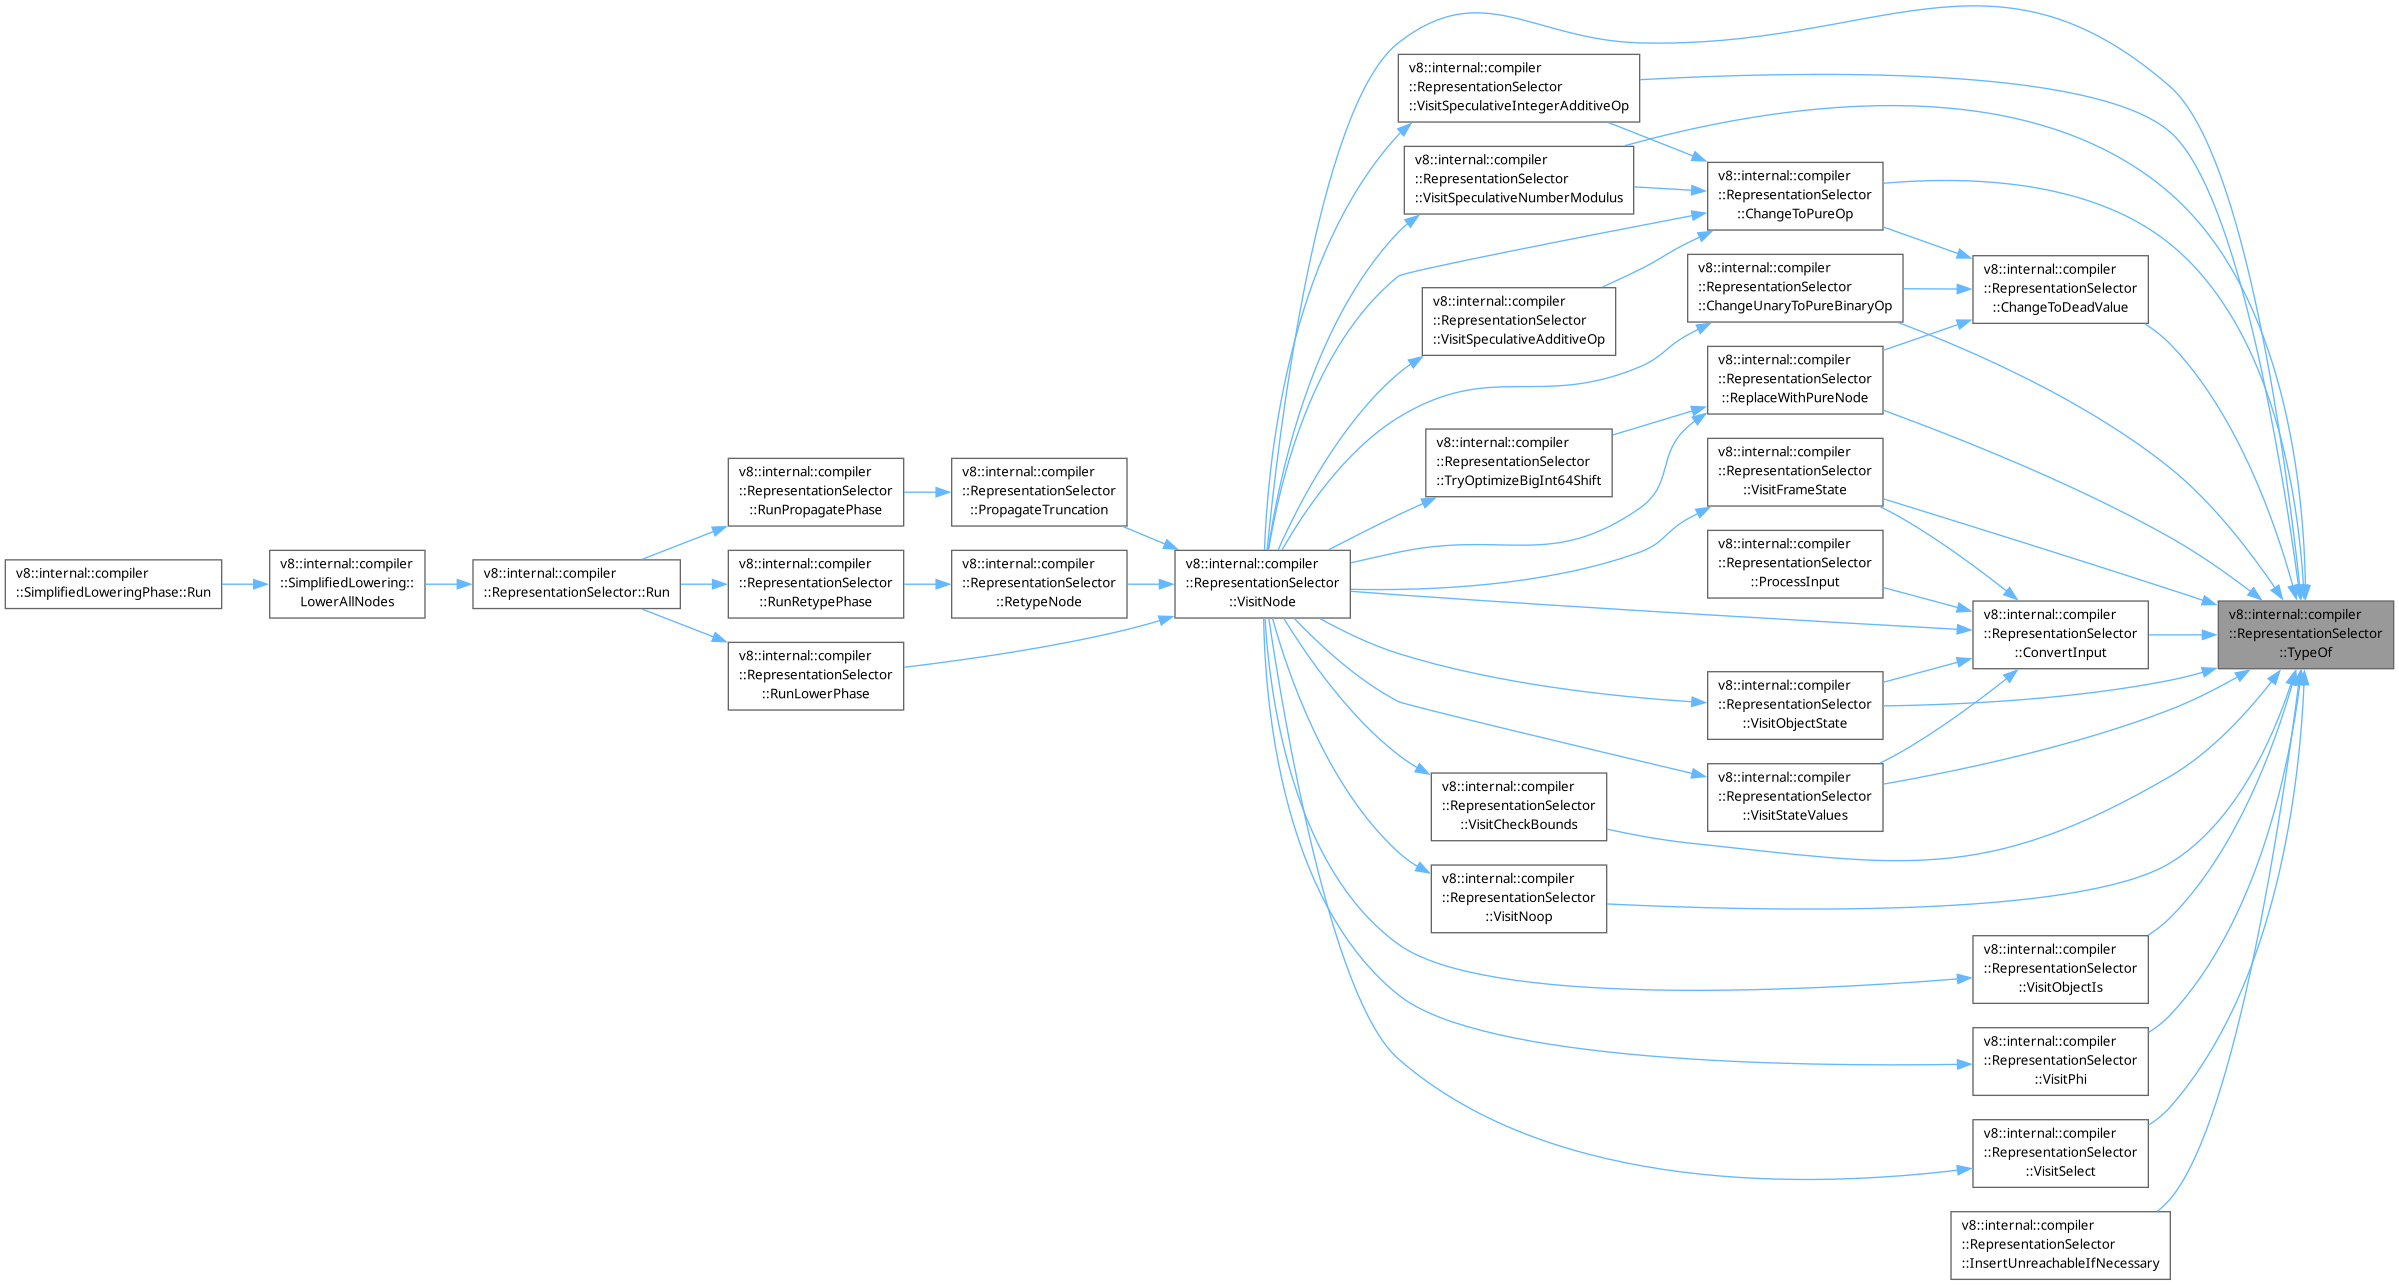 v8::internal::compiler
::SimplifiedLoweringPhase::Run
v8::internal::compiler
::SimplifiedLowering::
LowerAllNodes
v8::internal::compiler
::RepresentationSelector::Run
v8::internal::compiler
::RepresentationSelector
::RunPropagatePhase
v8::internal::compiler
::RepresentationSelector
::RunRetypePhase
v8::internal::compiler
::RepresentationSelector
::RunLowerPhase
v8::internal::compiler
::RepresentationSelector
::PropagateTruncation
v8::internal::compiler
::RepresentationSelector
::RetypeNode
v8::internal::compiler
::RepresentationSelector
::VisitNode
v8::internal::compiler
::RepresentationSelector
::VisitSpeculativeIntegerAdditiveOp
v8::internal::compiler
::RepresentationSelector
::VisitSpeculativeNumberModulus
v8::internal::compiler
::RepresentationSelector
::VisitSpeculativeAdditiveOp
v8::internal::compiler
::RepresentationSelector
::TryOptimizeBigInt64Shift
v8::internal::compiler
::RepresentationSelector
::VisitCheckBounds
v8::internal::compiler
::RepresentationSelector
::VisitNoop
v8::internal::compiler
::RepresentationSelector
::ChangeToPureOp
v8::internal::compiler
::RepresentationSelector
::ChangeUnaryToPureBinaryOp
v8::internal::compiler
::RepresentationSelector
::ReplaceWithPureNode
v8::internal::compiler
::RepresentationSelector
::VisitFrameState
v8::internal::compiler
::RepresentationSelector
::ProcessInput
v8::internal::compiler
::RepresentationSelector
::VisitObjectState
v8::internal::compiler
::RepresentationSelector
::VisitStateValues
v8::internal::compiler
::RepresentationSelector
::ChangeToDeadValue
v8::internal::compiler
::RepresentationSelector
::ConvertInput
v8::internal::compiler
::RepresentationSelector
::VisitObjectIs
v8::internal::compiler
::RepresentationSelector
::VisitPhi
v8::internal::compiler
::RepresentationSelector
::VisitSelect
v8::internal::compiler
::RepresentationSelector
::InsertUnreachableIfNecessary
v8::internal::compiler
::RepresentationSelector
::TypeOf